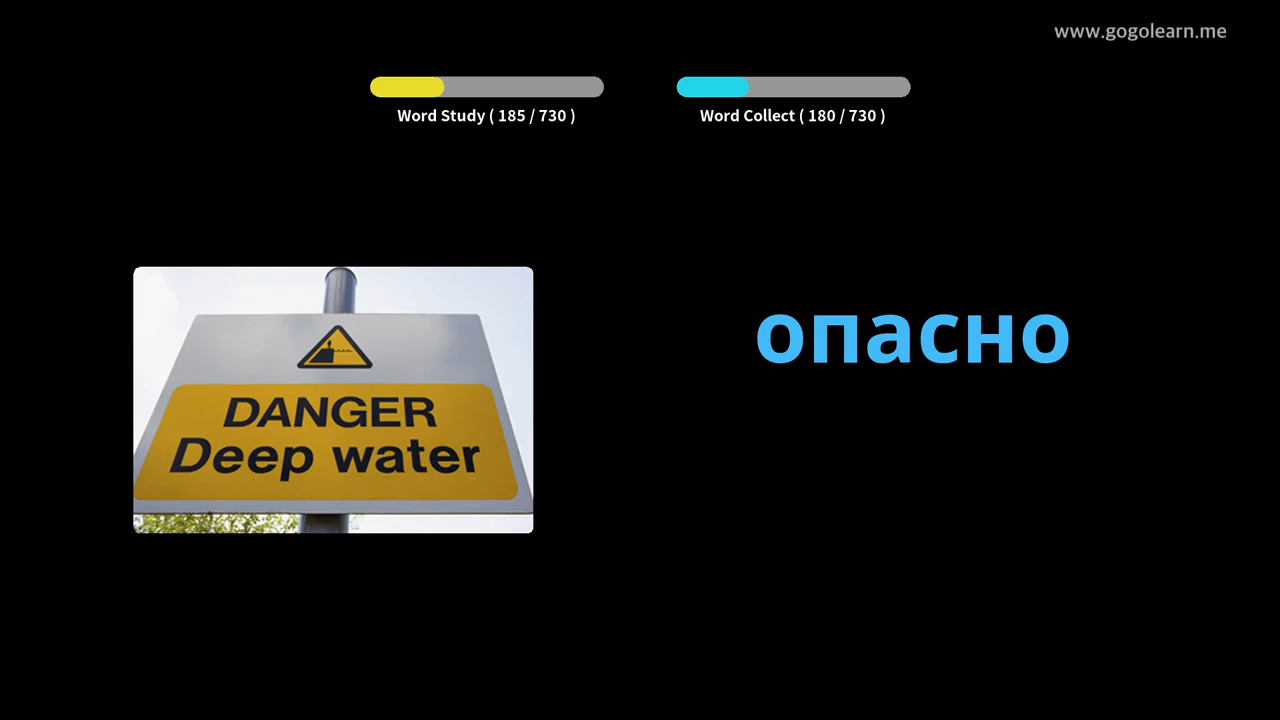 www.gogolearn.me
Word Study ( 185 / 730 )
Word Collect ( 180 / 730 )
DANGER
Deep water
опасно